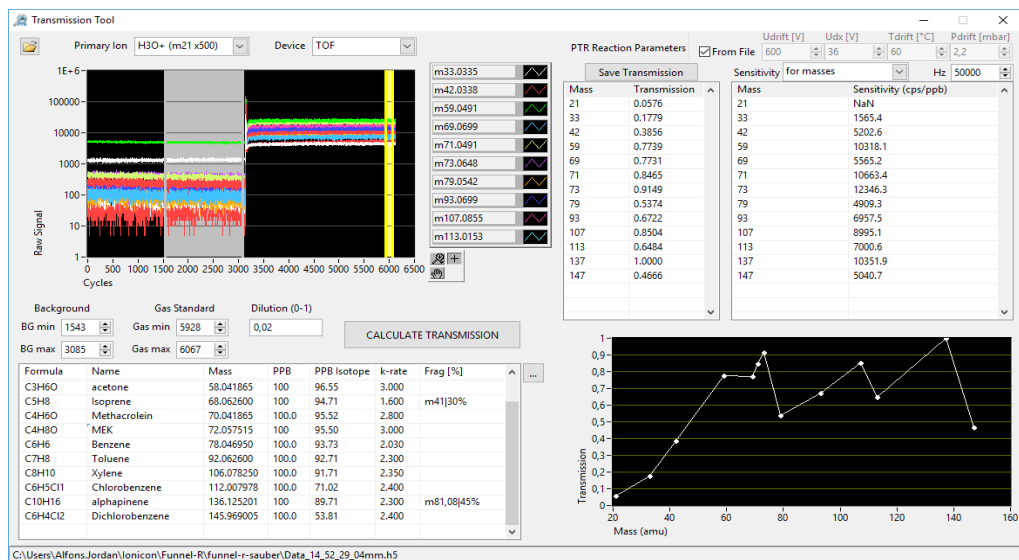 Transmission Tool
Primary Ion H3O+ (m21 x500) Device TOF
PTR Reaction Parameters From File
Udrift [V] Udx [V] Tdrift [°C] Pdrift [mbar]
600 36 60 2,2
Save Transmission Sensitivity for masses Hz 50000
Raw Signal
1E+6
100000
10000
1000
100
10
1
0 500 1000 1500 2000 2500 3000 3500 4000 4500 5000 5500 6000 6500
Cycles
m33.0335
m42.0338
m59.0491
m69.0699
m71.0491
m73.0648
m79.0542
m93.0699
m107.0855
m113.0153
Mass Transmission
21 0.0576
33 0.1779
42 0.3856
59 0.7739
69 0.7731
71 0.8465
73 0.9149
79 0.5374
93 0.6722
107 0.8504
113 0.6484
137 1.0000
147 0.4666
Mass Sensitivity (cps/ppb)
21 NaN
33 1565.4
42 5202.6
59 10318.1
69 5565.2
71 10663.4
73 12346.3
79 4909.3
93 6957.5
107 8995.1
113 7000.6
137 10351.9
147 5040.7
Background Gas Standard Dilution (0-1)
BG min 1543 Gas min 5928 0,02
BG max 3085 Gas max 6067
CALCULATE TRANSMISSION
Formula Name Mass PPB PPB Isotope k-rate Frag [%]
C3H6O acetone 58.041865 100 96.55 3.000
C5H8 Isoprene 68.062600 100 94.71 1.600 m41|30%
C4H6O Methacrolein 70.041865 100.0 95.52 2.800
C4H8O MEK 72.057515 100 95.50 3.000
C6H6 Benzene 78.046950 100.0 93.73 2.030
C7H8 Toluene 92.062600 100.0 92.71 2.300
C8H10 Xylene 106.078250 100.0 91.71 2.350
C6H5Cl1 Chlorobenzene 112.007978 100.0 71.02 2.400
C10H16 alphapinene 136.125201 100 89.71 2.300 m81,08|45%
C6H4Cl2 Dichlorobenzene 145.969005 100.0 53.81 2.400
...
Transmission
1
0,9
0,8
0,7
0,6
0,5
0,4
0,3
0,2
0,1
0
20 40 60 80 100 120 140 160
Mass (amu)
C:\Users\Alfons.Jordan\Ionicon\Funnel-R\funnel-r-sauber\Data_14_52_29_04mm.h5